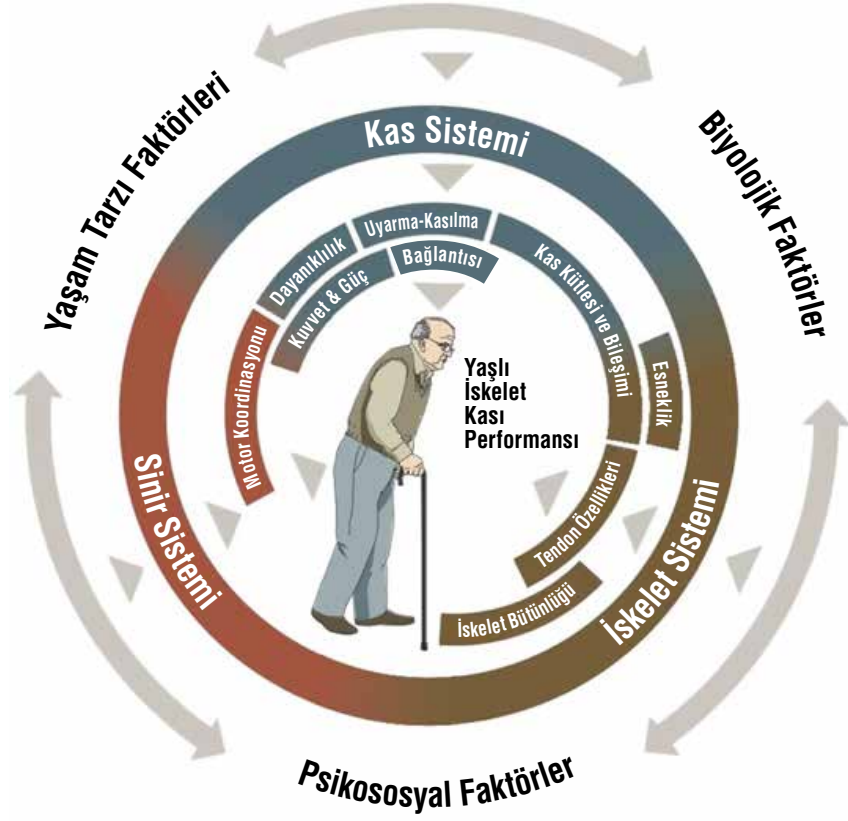 Yaşam Tarzı Faktörleri
Biyolojik Faktörler
Kas Sistemi
Uyarma-Kasılma
Bağlantısı
Dayanıklılık
Kuvvet & Güç
Kas Kütlesi ve Bileşimi
Esneklik
Motor Koordinasyonu
Yaşlı
İskelet
Kası
Performansı
Tendon Özellikleri
İskelet Bütünlüğü
Sinir Sistemi
İskelet Sistemi
Psikososyal Faktörler